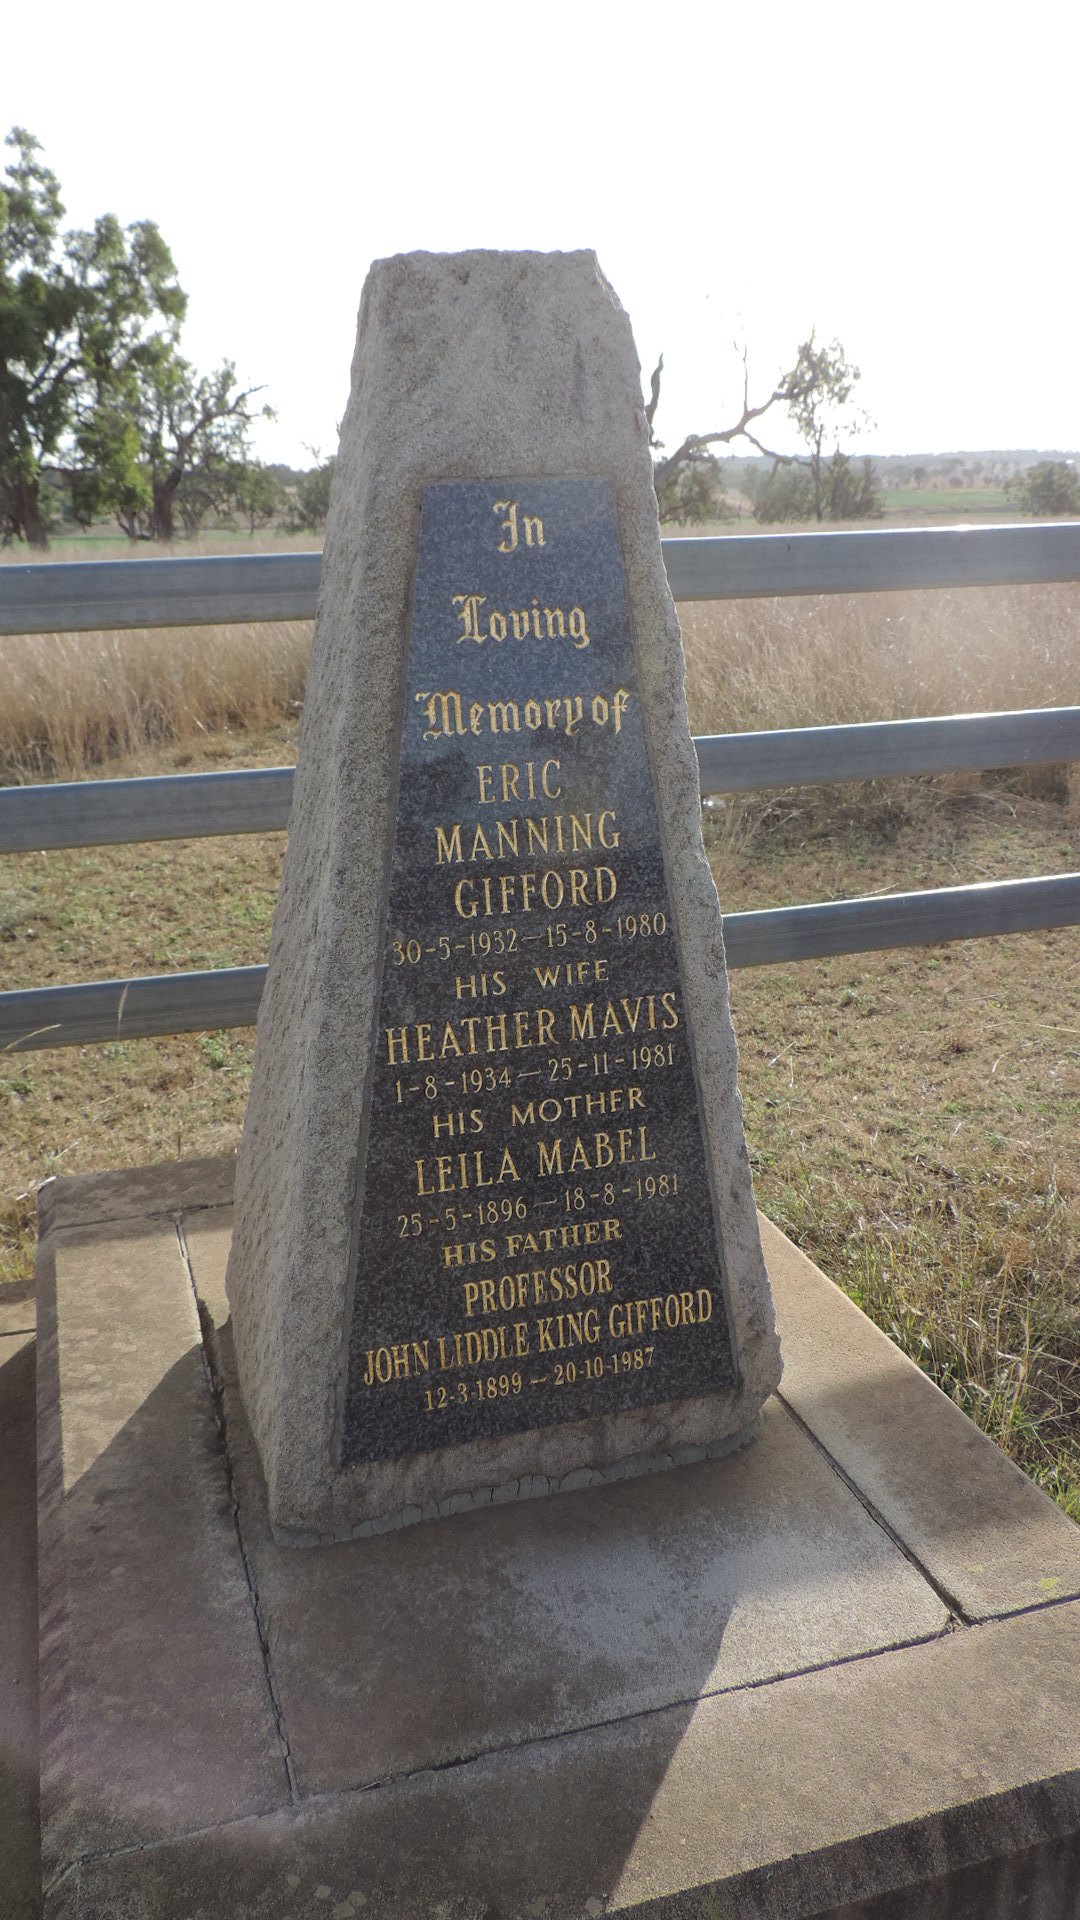 In
Loving
Memory of
ERIC
MANNING
GIFFORD
30-5-1932-15-8-1980
HIS WIFE
HEATHER MAVIS
1-8-1934-25-11-1981
HIS MOTHER
LEILA MABEL
25-5-1896-18-8-1981
HIS FATHER
PROFESSOR
JOHN LIDDLE KING GIFFORD
12-3-1899-20-10-1987